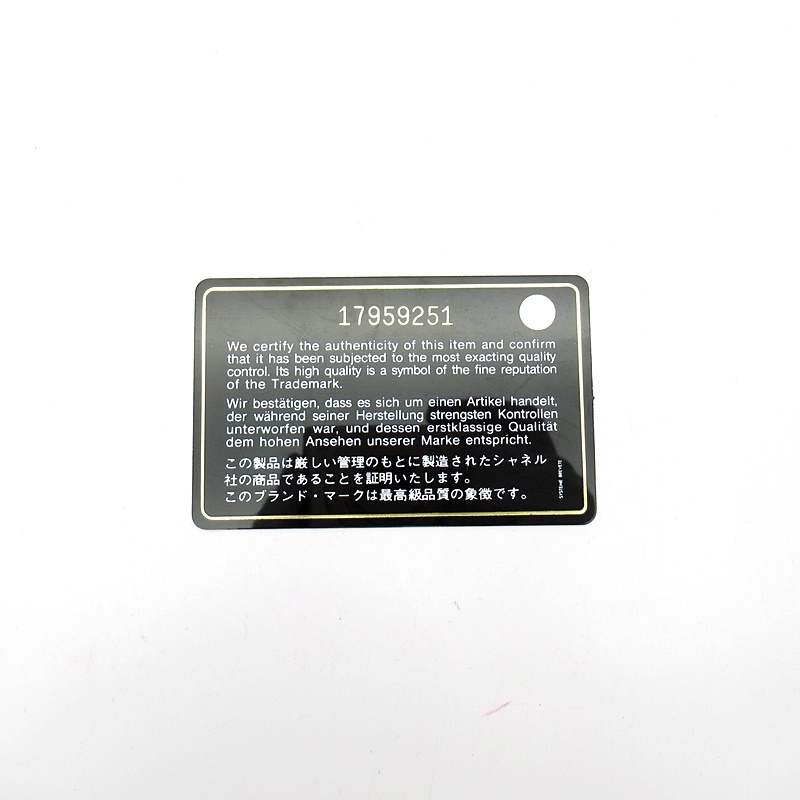 17959251
We certify the authenticity of this item and confirm
that it has been subjected to the most exacting quality
control. Its high quality is a symbol of the fine reputation
of the Trademark.
Wir bestätigen, dass es sich um einen Artikel handelt,
der während seiner Herstellung strengsten Kontrollen
unterworfen war, und dessen erstklassige Qualität
dem hohen Ansehen unserer Marke entspricht.
この製品は厳しい管理のもとに製造されたシャネル
社の商品であることを証明いたします。
このブランド・マークは最高級品質の象徴です。
SYSTEME BREVETE